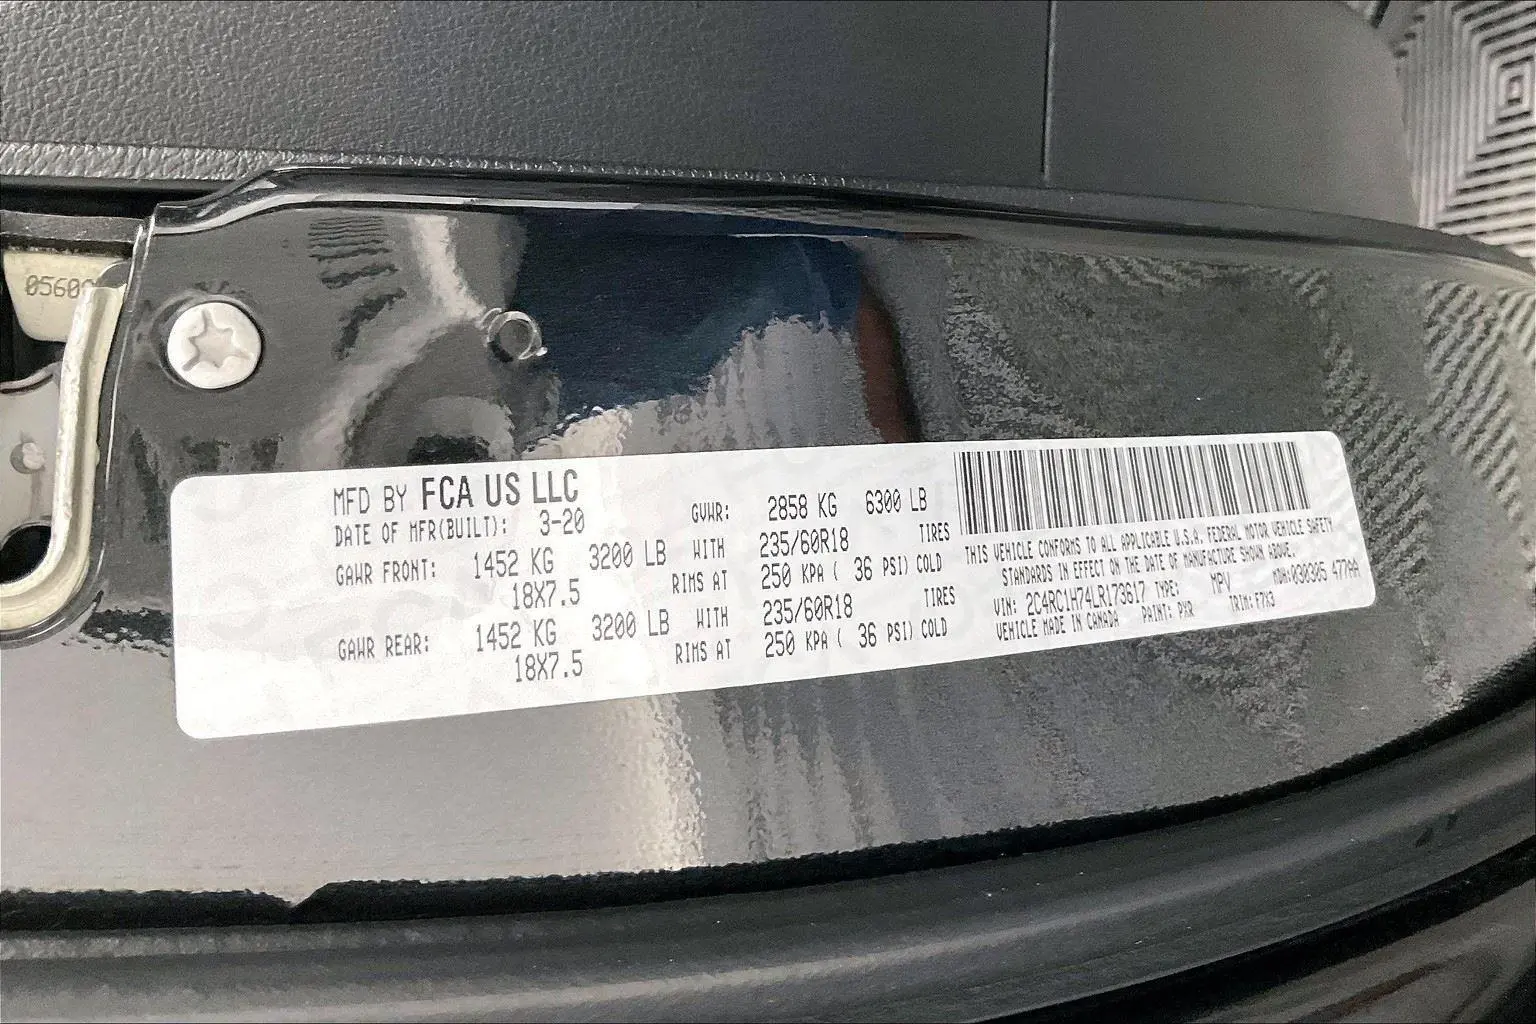 0560
MFD BY FCA US LLC
DATE OF MFR(BUILT): 3-20 GVWR: 2858 KG 6300 LB
GAWR FRONT: 1452 KG 3200 LB WITH 235/60R18 TIRES
18X7.5 RIMS AT 250 KPA ( 36 PSI) COLD
GAWR REAR: 1452 KG 3200 LB WITH 235/60R18 TIRES
18X7.5 RIMS AT 250 KPA ( 36 PSI) COLD
THIS VEHICLE CONFORMS TO ALL APPLICABLE U.S.A. FEDERAL MOTOR VEHICLE SAFETY
STANDARDS IN EFFECT ON THE DATE OF MANUFACTURE SHOWN ABOVE.
VIN: 2C4RC1H74LR173617 TYPE: MPV MDH:030305 477AA
VEHICLE MADE IN CANADA PAINT: PXR TRIM: F7X3